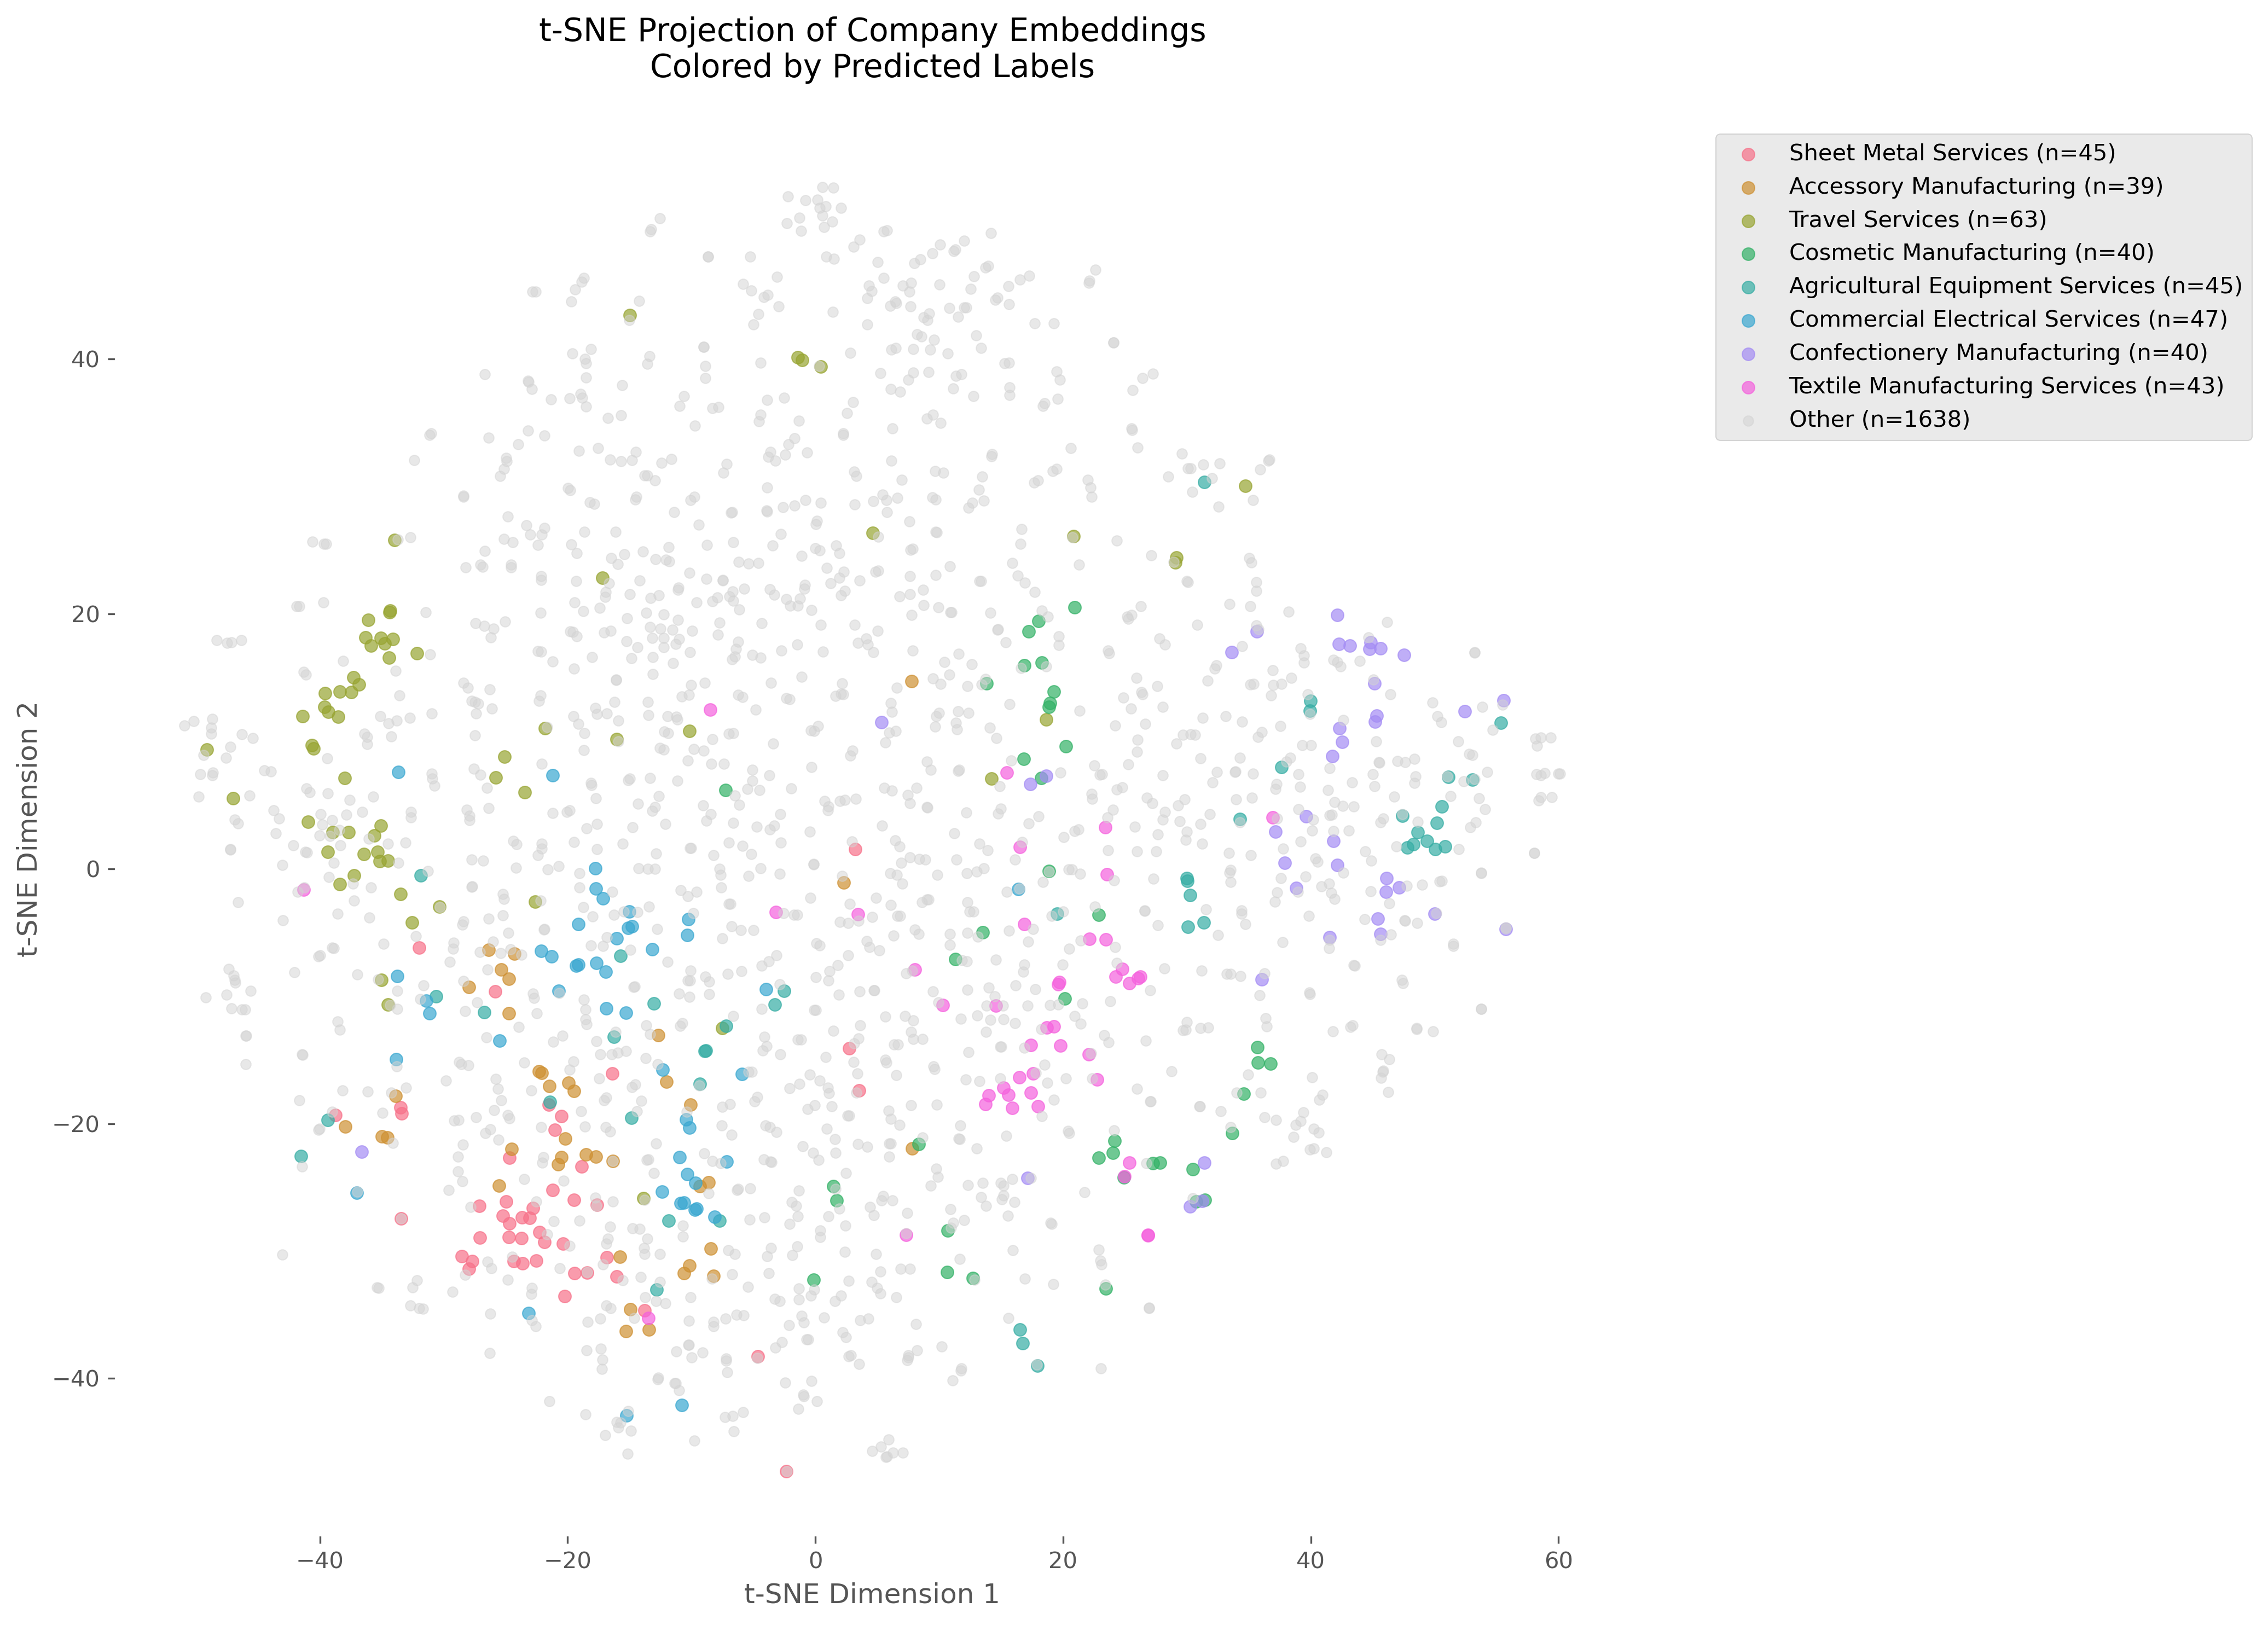 t-SNE Projection of Company Embeddings
Colored by Predicted Labels
Sheet Metal Services (n=45)
Accessory Manufacturing (n=39)
Travel Services (n=63)
Cosmetic Manufacturing (n=40)
Agricultural Equipment Services (n=45)
Commercial Electrical Services (n=47)
Confectionery Manufacturing (n=40)
Textile Manufacturing Services (n=43)
Other (n=1638)
t-SNE Dimension 2
40
20
0
−20
−40
−40 −20 0 20 40 60
t-SNE Dimension 1